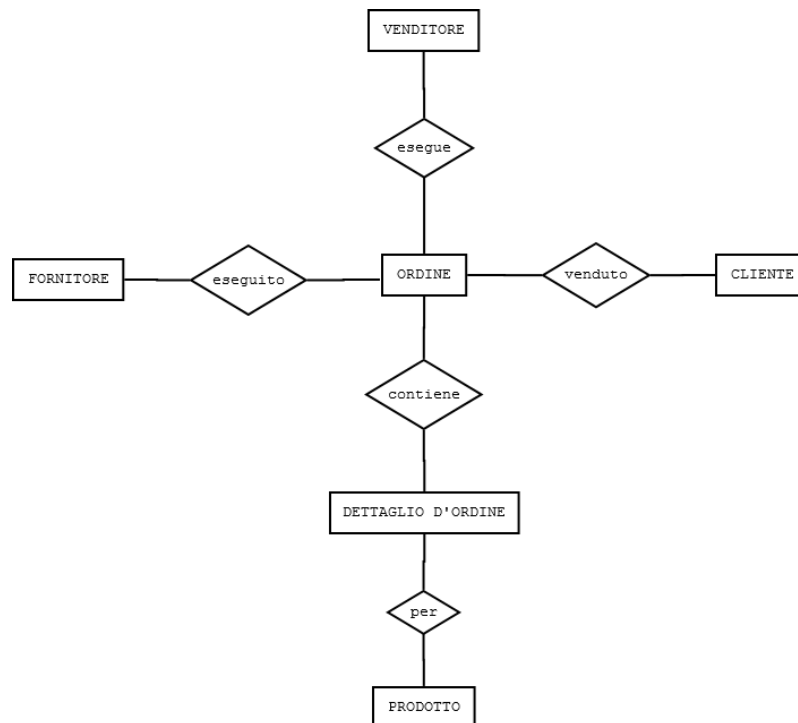 VENDITORE
esegue
FORNITORE
eseguito
ORDINE
venduto
CLIENTE
contiene
DETTAGLIO D'ORDINE
per
PRODOTTO